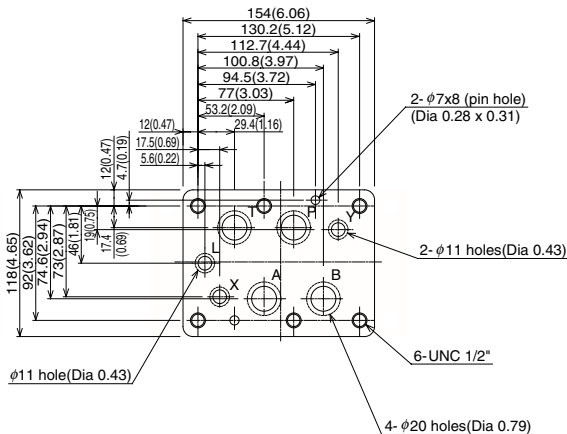 154(6.06)
130.2(5.12)
112.7(4.44)
100.8(3.97)
94.5(3.72)
77(3.03)
53.2(2.09)
12(0.47)
29.4(1.16)
17.5(0.69)
5.6(0.22)
12(0.47)
4.7(0.19)
2- ϕ7x8 (pin hole)
(Dia 0.28 x 0.31)
118(4.65)
92(3.62)
74.6(2.94)
73(2.87)
46(1.81)
19(0.75)
17.4
(0.69)
T
P
Y
L
X
A
B
2- ϕ11 holes(Dia 0.43)
ϕ11 hole(Dia 0.43)
6-UNC 1/2"
4- ϕ20 holes(Dia 0.79)